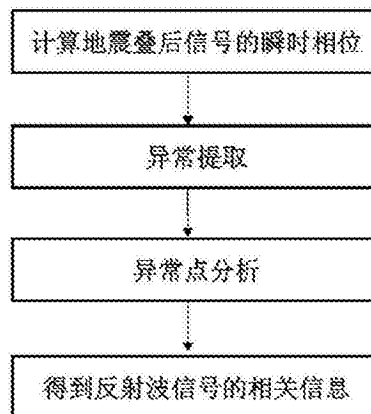 计算地震叠后信号的瞬时相位
异常提取
异常点分析
得到反射波信号的相关信息